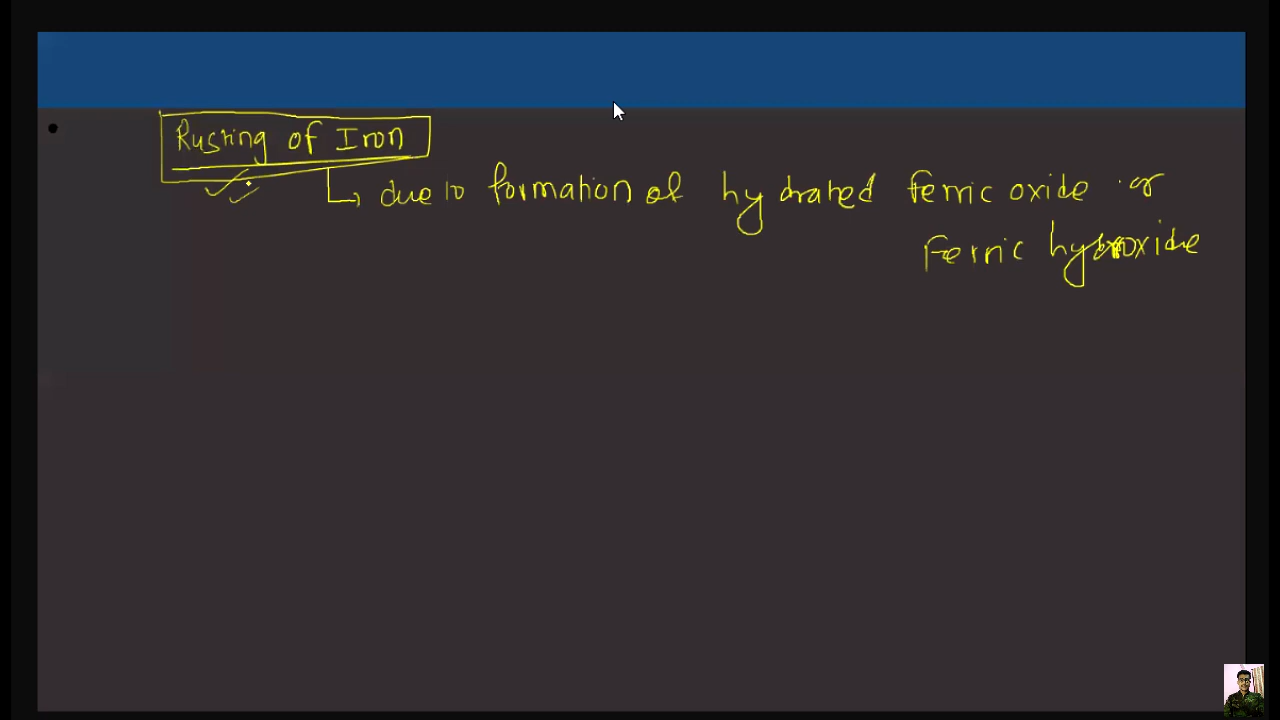 Rusting of Iron
due to formation of hydrated ferric oxide or
Ferric hydroxide